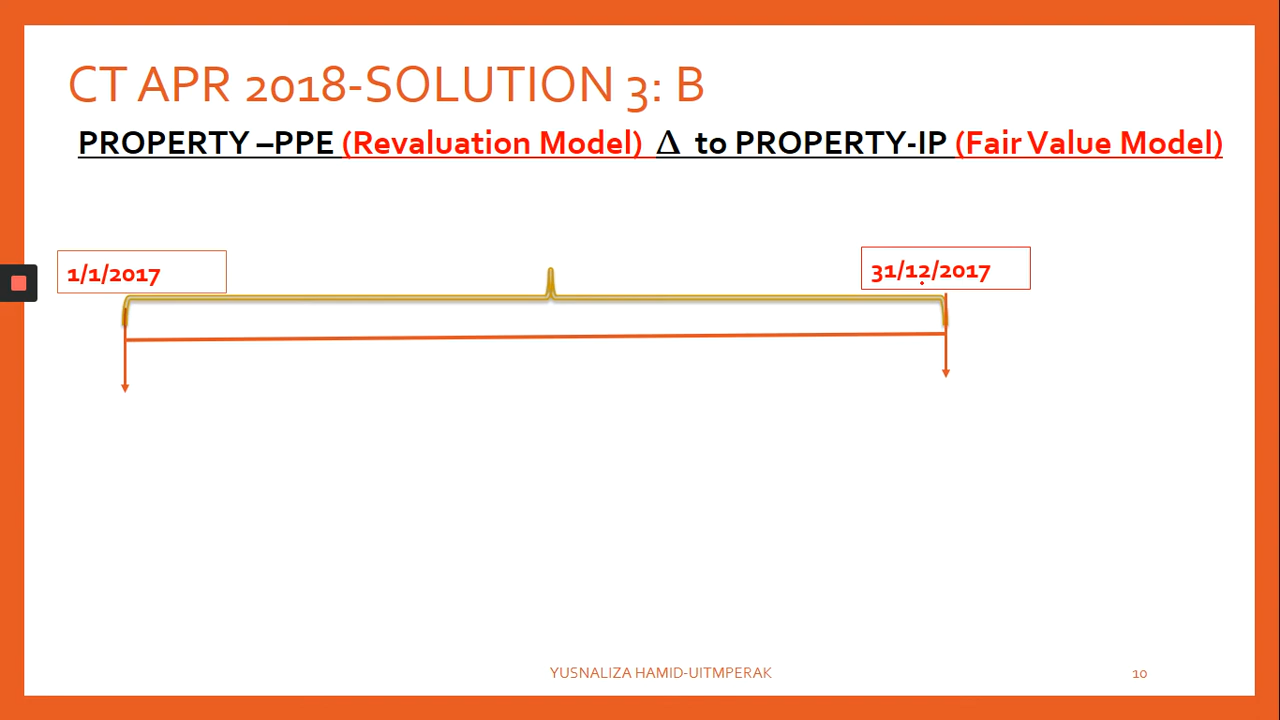 CT APR 2018-SOLUTION 3: B
PROPERTY –PPE (Revaluation Model) Δ to PROPERTY-IP (Fair Value Model)
1/1/2017
31/12/2017
YUSNALIZA HAMID-UITMPERAK
10